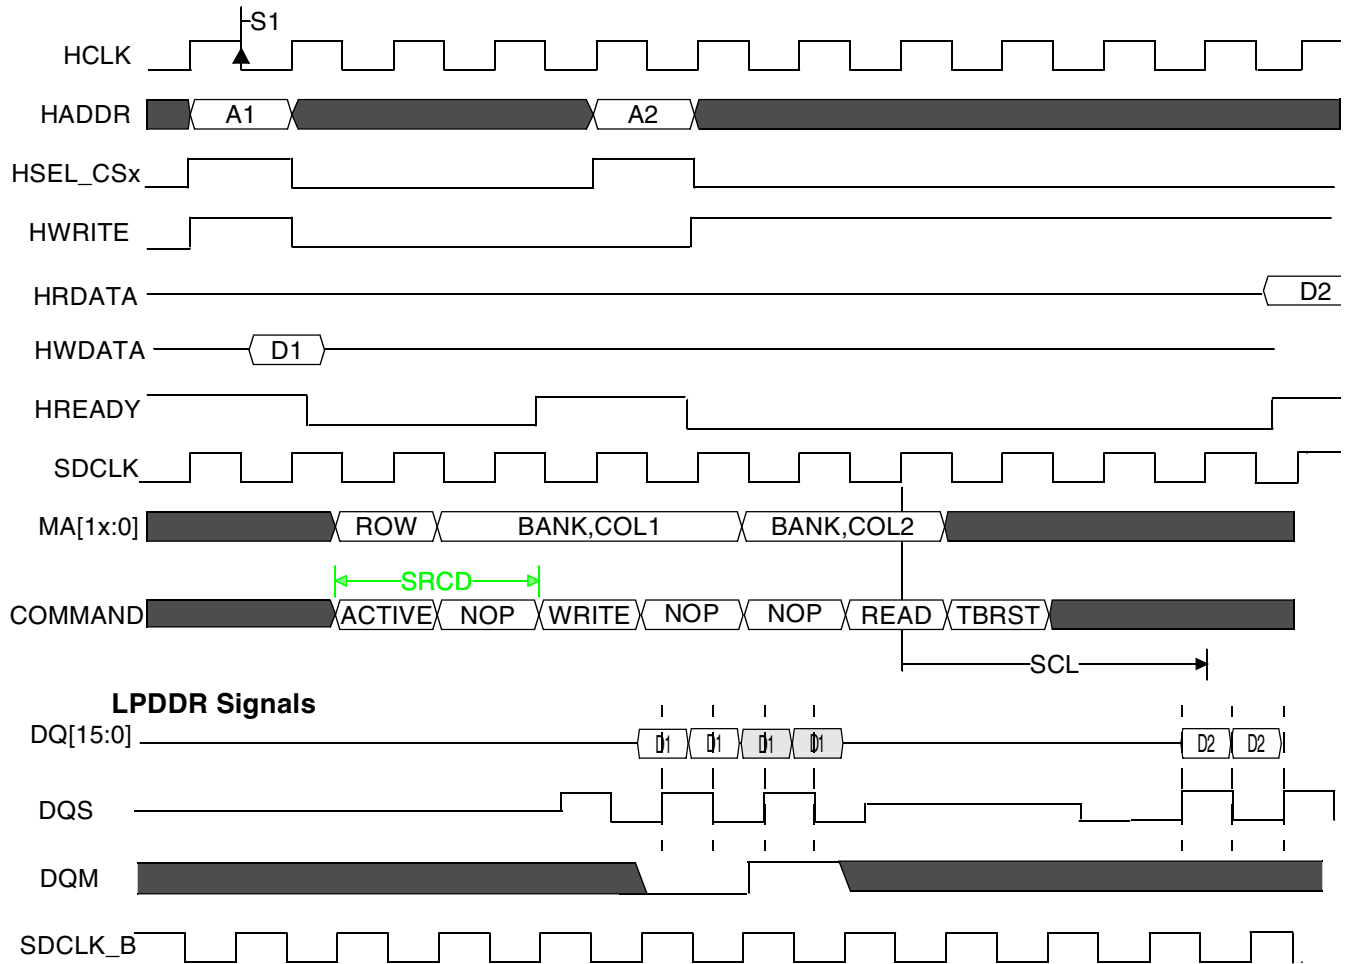 S1
HCLK
HADDR A1 A2
HSEL_CSx
HWRITE
HRDATA D2
HWDATA D1
HREADY
SDCLK
MA[1x:0] ROW BANK,COL1 BANK,COL2
SRCD
COMMAND ACTIVE NOP WRITE NOP NOP READ TBRST
SCL
LPDDR Signals
DQ[15:0] D1 D1 D1 D1 D2 D2
DQS
DQM
SDCLK_B